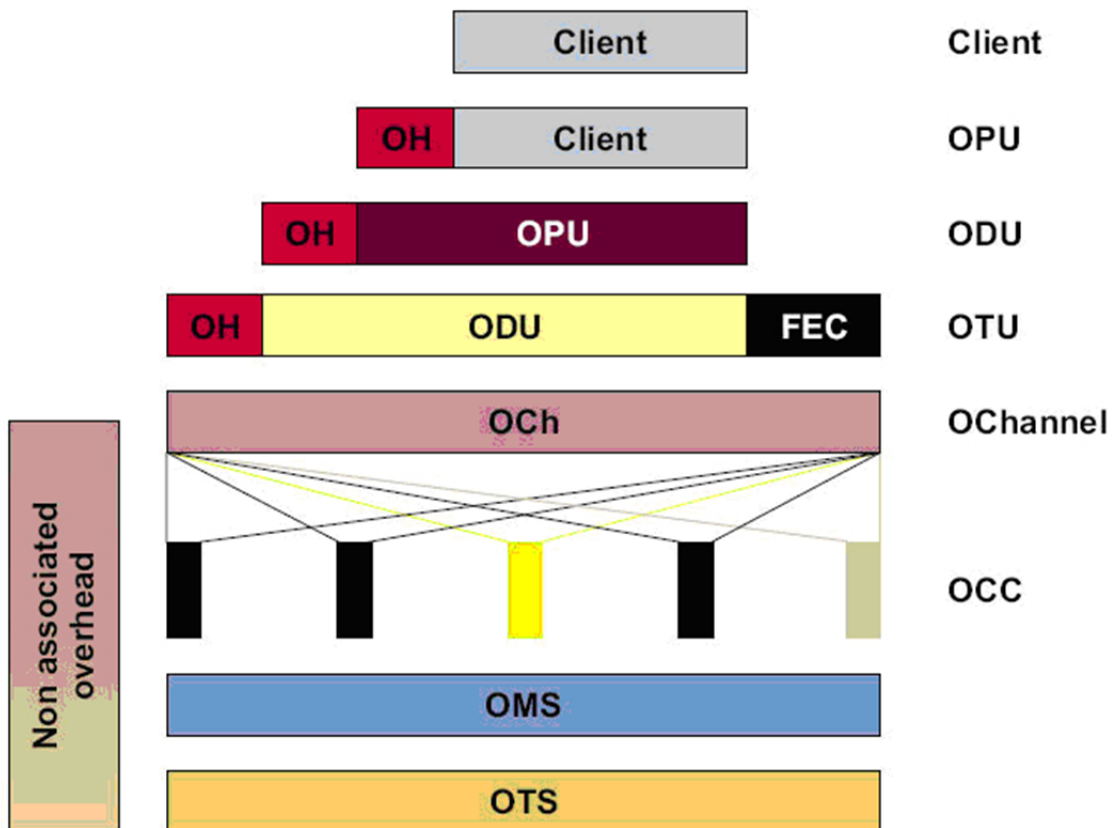 Client Client
OH Client OPU
OH OPU ODU
OH ODU FEC OTU
OCh OChannel
Non associated
overhead
OCC
OMS
OTS